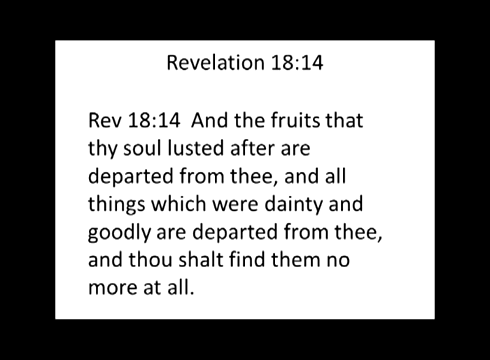 Revelation 18:14
Rev 18:14  And the fruits that
thy soul lusted after are
departed from thee, and all
things which were dainty and
goodly are departed from thee,
and thou shalt find them no
more at all.